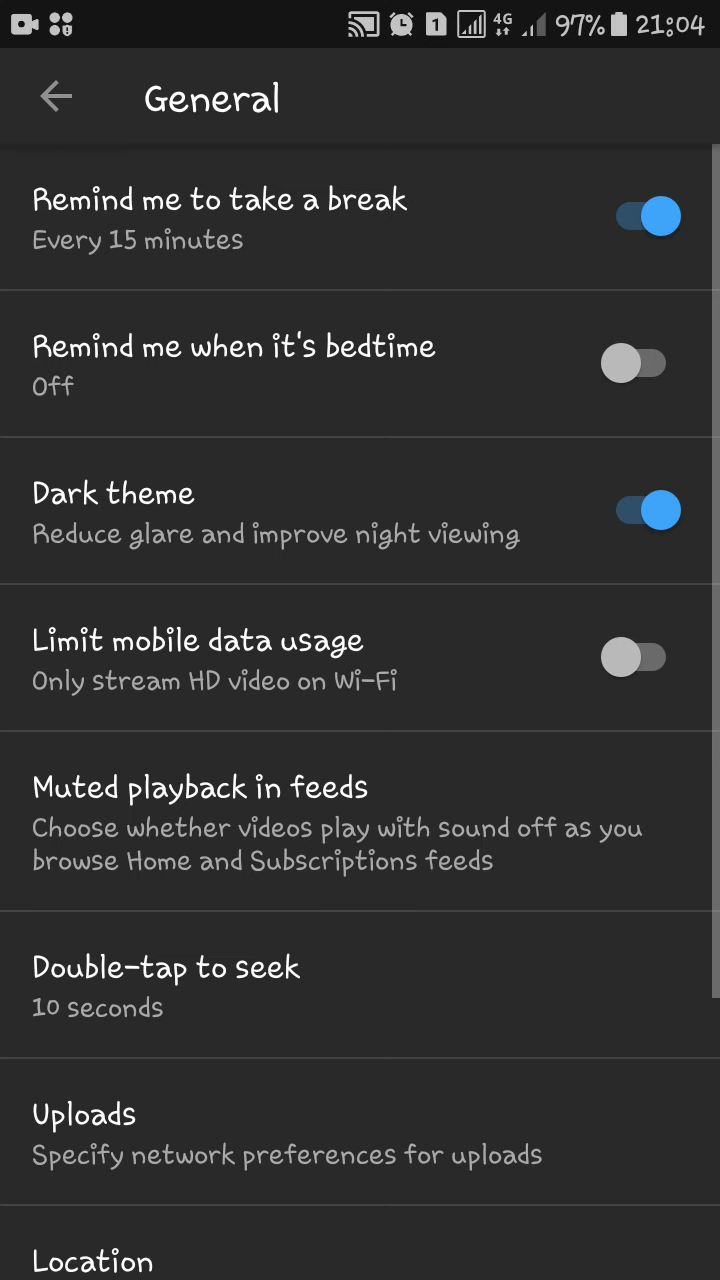 1 4G 97% 21:04
General
Remind me to take a break
Every 15 minutes
Remind me when it's bedtime
Off
Dark theme
Reduce glare and improve night viewing
Limit mobile data usage
Only stream HD video on Wi-Fi
Muted playback in feeds
Choose whether videos play with sound off as you
browse Home and Subscriptions feeds
Double-tap to seek
10 seconds
Uploads
Specify network preferences for uploads
Location